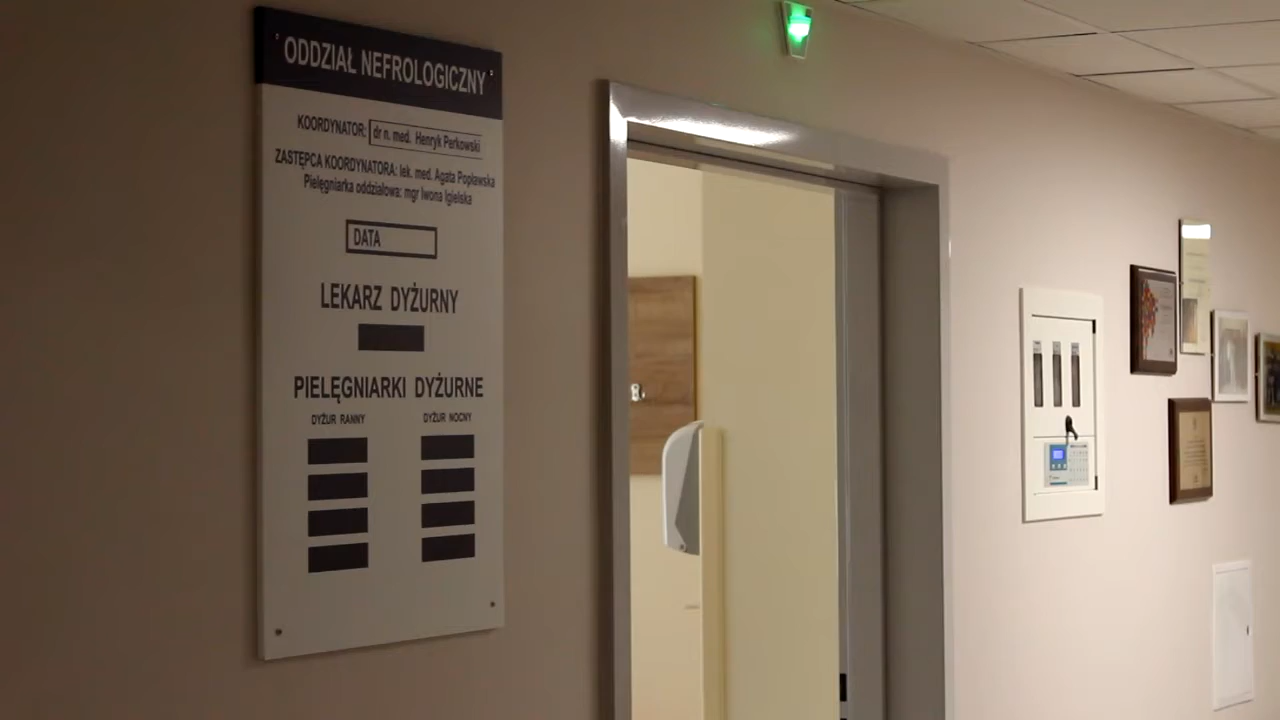 ODDZIAŁ NEFROLOGICZNY
KOORDYNATOR: dr n. med. Henryk Perkowski
ZASTĘPCA KOORDYNATORA: lek. med. Agata Popławska
Pielęgniarka oddziałowa: mgr Iwona Igielska
DATA
LEKARZ DYŻURNY
PIELĘGNIARKI DYŻURNE
DYŻUR RANNY DYŻUR NOCNY